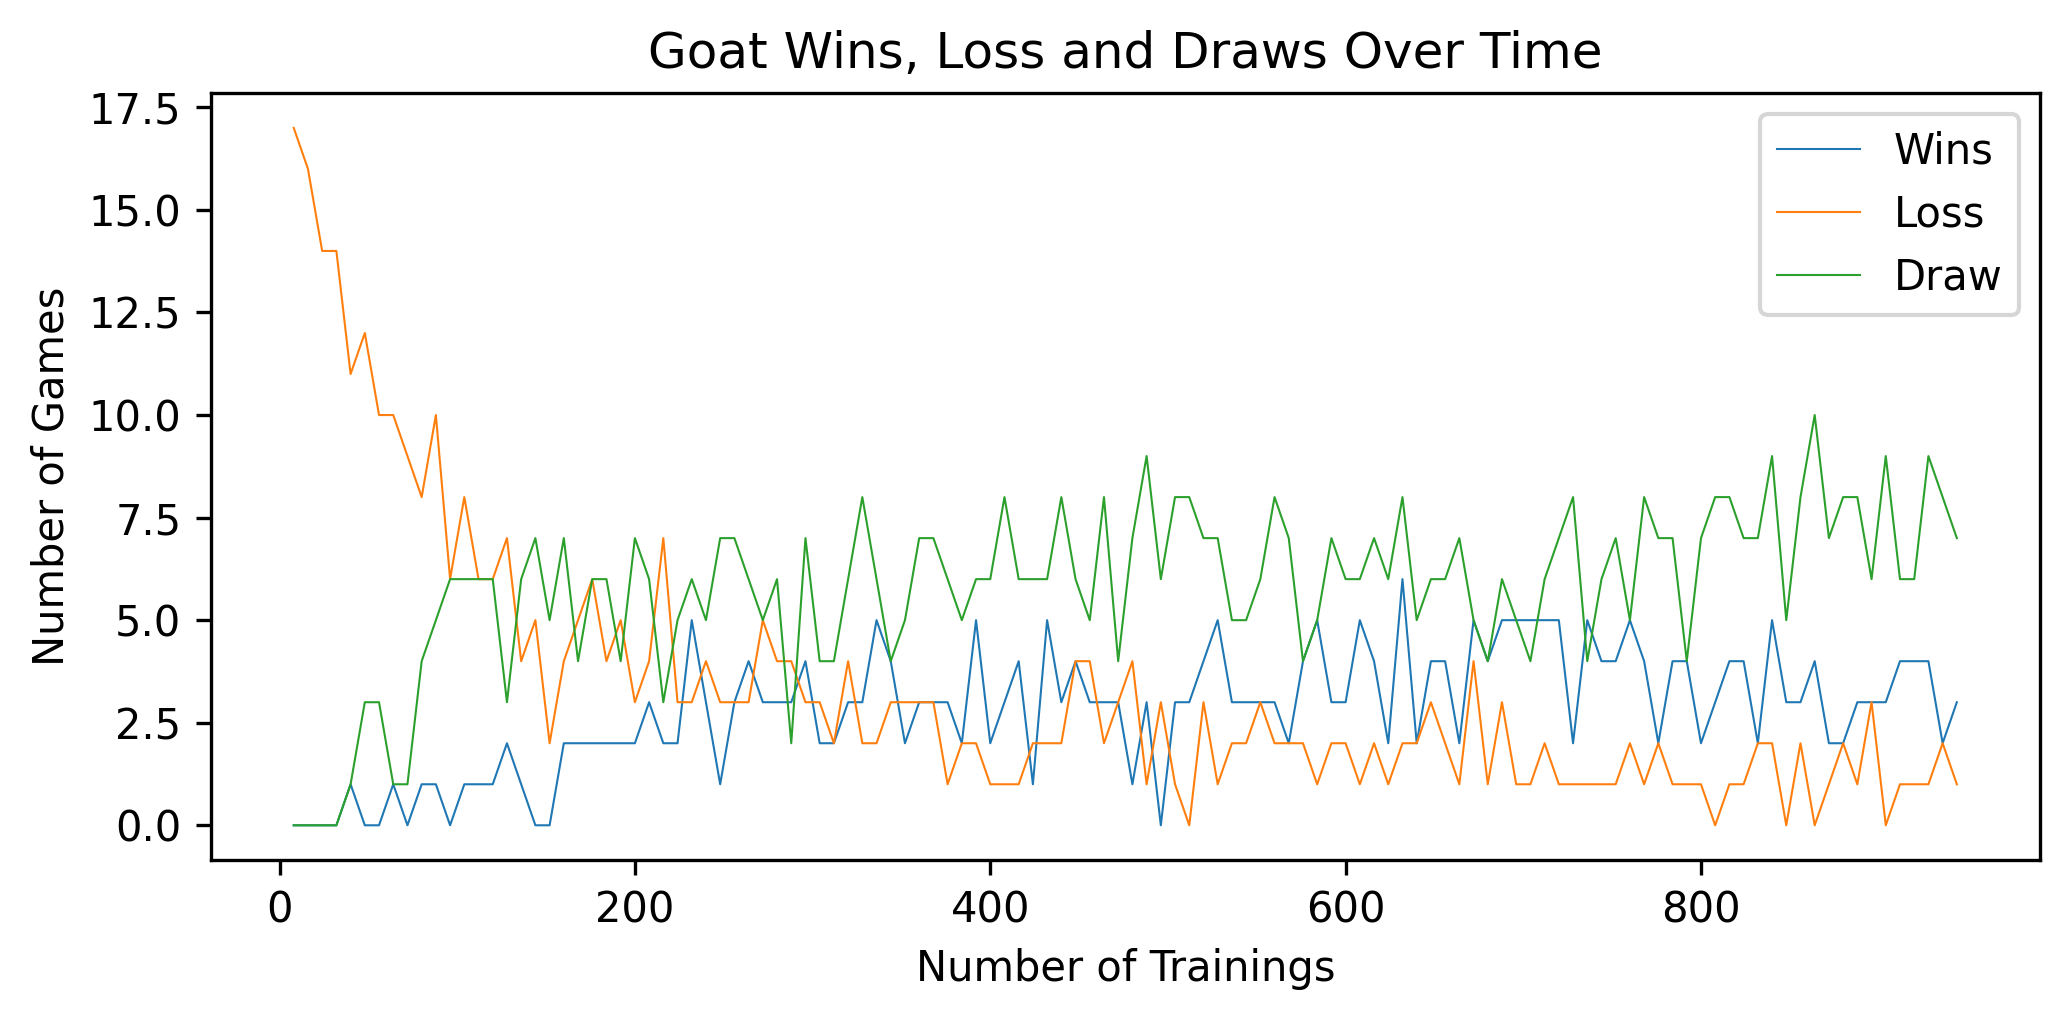 Goat Wins, Loss and Draws Over Time
17.5
15.0
12.5
10.0
7.5
5.0
2.5
0.0
Number of Games
Wins
Loss
Draw
0 200 400 600 800
Number of Trainings